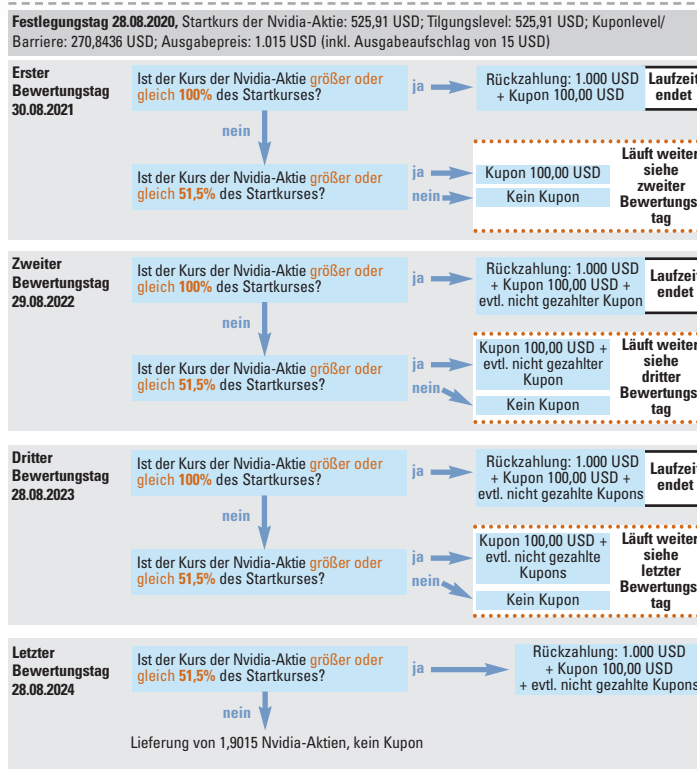 Festlegungstag 28.08.2020, Startkurs der Nvidia-Aktie: 525,91 USD; Tilgungslevel: 525,91 USD; Kuponlevel/
Barriere: 270,8436 USD; Ausgabepreis: 1.015 USD (inkl. Ausgabeaufschlag von 15 USD)
Erster
Bewertungstag
30.08.2021
Ist der Kurs der Nvidia-Aktie größer oder
gleich 100% des Startkurses?
ja
Rückzahlung: 1.000 USD
+ Kupon 100,00 USD
Laufzeit
endet
nein
Ist der Kurs der Nvidia-Aktie größer oder
gleich 51,5% des Startkurses?
ja
nein
Kupon 100,00 USD
Kein Kupon
Läuft weiter
siehe
zweiter
Bewertungs
tag
Zweiter
Bewertungstag
29.08.2022
Ist der Kurs der Nvidia-Aktie größer oder
gleich 100% des Startkurses?
ja
Rückzahlung: 1.000 USD
+ Kupon 100,00 USD +
evtl. nicht gezahlter Kupon
Laufzeit
endet
nein
Ist der Kurs der Nvidia-Aktie größer oder
gleich 51,5% des Startkurses?
ja
nein
Kupon 100,00 USD +
evtl. nicht gezahlter
Kupon
Kein Kupon
Läuft weiter
siehe
dritter
Bewertungs
tag
Dritter
Bewertungstag
28.08.2023
Ist der Kurs der Nvidia-Aktie größer oder
gleich 100% des Startkurses?
ja
Rückzahlung: 1.000 USD
+ Kupon 100,00 USD +
evtl. nicht gezahlte Kupons
Laufzeit
endet
nein
Ist der Kurs der Nvidia-Aktie größer oder
gleich 51,5% des Startkurses?
ja
nein
Kupon 100,00 USD +
evtl. nicht gezahlte
Kupons
Kein Kupon
Läuft weiter
siehe
letzter
Bewertungs
tag
Letzter
Bewertungstag
28.08.2024
Ist der Kurs der Nvidia-Aktie größer oder
gleich 51,5% des Startkurses?
ja
Rückzahlung: 1.000 USD
+ Kupon 100,00 USD
+ evtl. nicht gezahlte Kupons
nein
Lieferung von 1,9015 Nvidia-Aktien, kein Kupon